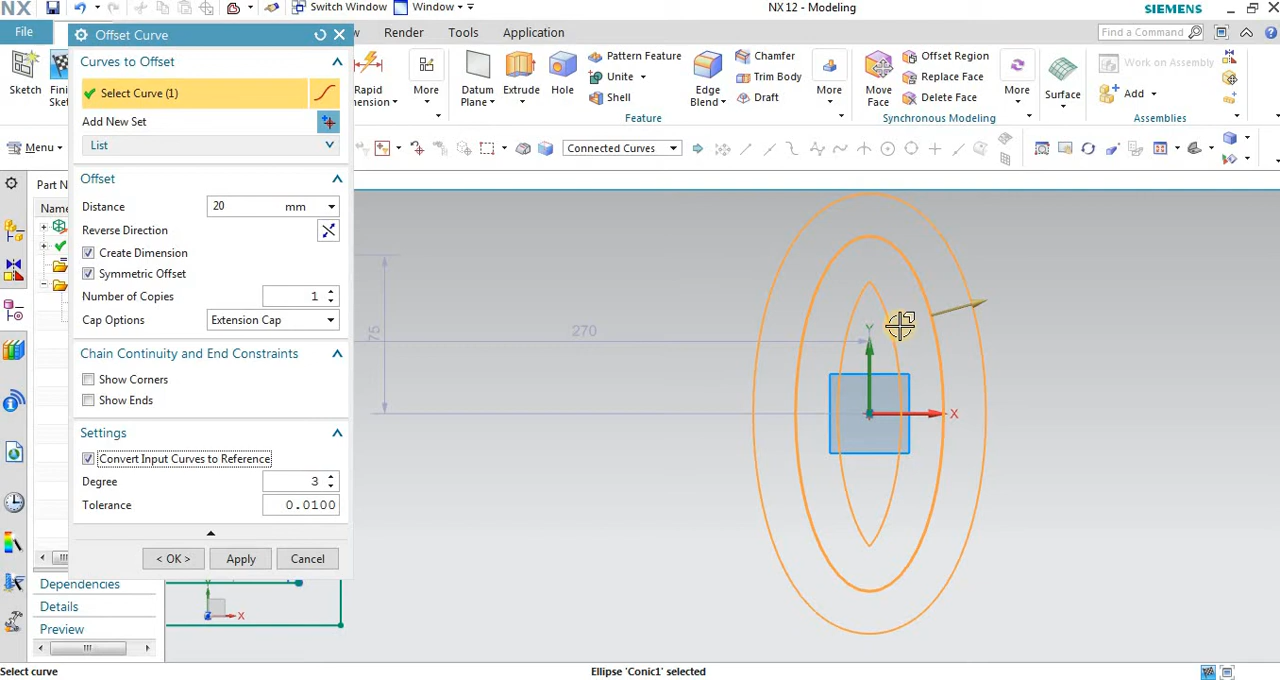 NX
Switch Window
Window
NX 12 - Modeling
SIEMENS
File
Render
Tools
Application
Find a Command
Offset Curve
Curves to Offset
Select Curve (1)
Add New Set
List
Offset
Distance
20
mm
Reverse Direction
Create Dimension
Symmetric Offset
Number of Copies
1
Cap Options
Extension Cap
Chain Continuity and End Constraints
Show Corners
Show Ends
Settings
Convert Input Curves to Reference
Degree
3
Tolerance
0.0100
< OK >
Apply
Cancel
Sketch
Rapid
More
Datum
Plane
Extrude
Hole
Pattern Feature
Unite
Shell
Edge
Blend
Chamfer
Trim Body
Draft
More
Feature
Move
Face
Offset Region
Replace Face
Delete Face
More
Synchronous Modeling
Surface
Work on Assembly
Add
Assemblies
Menu
Connected Curves
Part N
Name
75
270
Y
X
X
Dependencies
Details
Preview
Select curve
Ellipse 'Conic1' selected